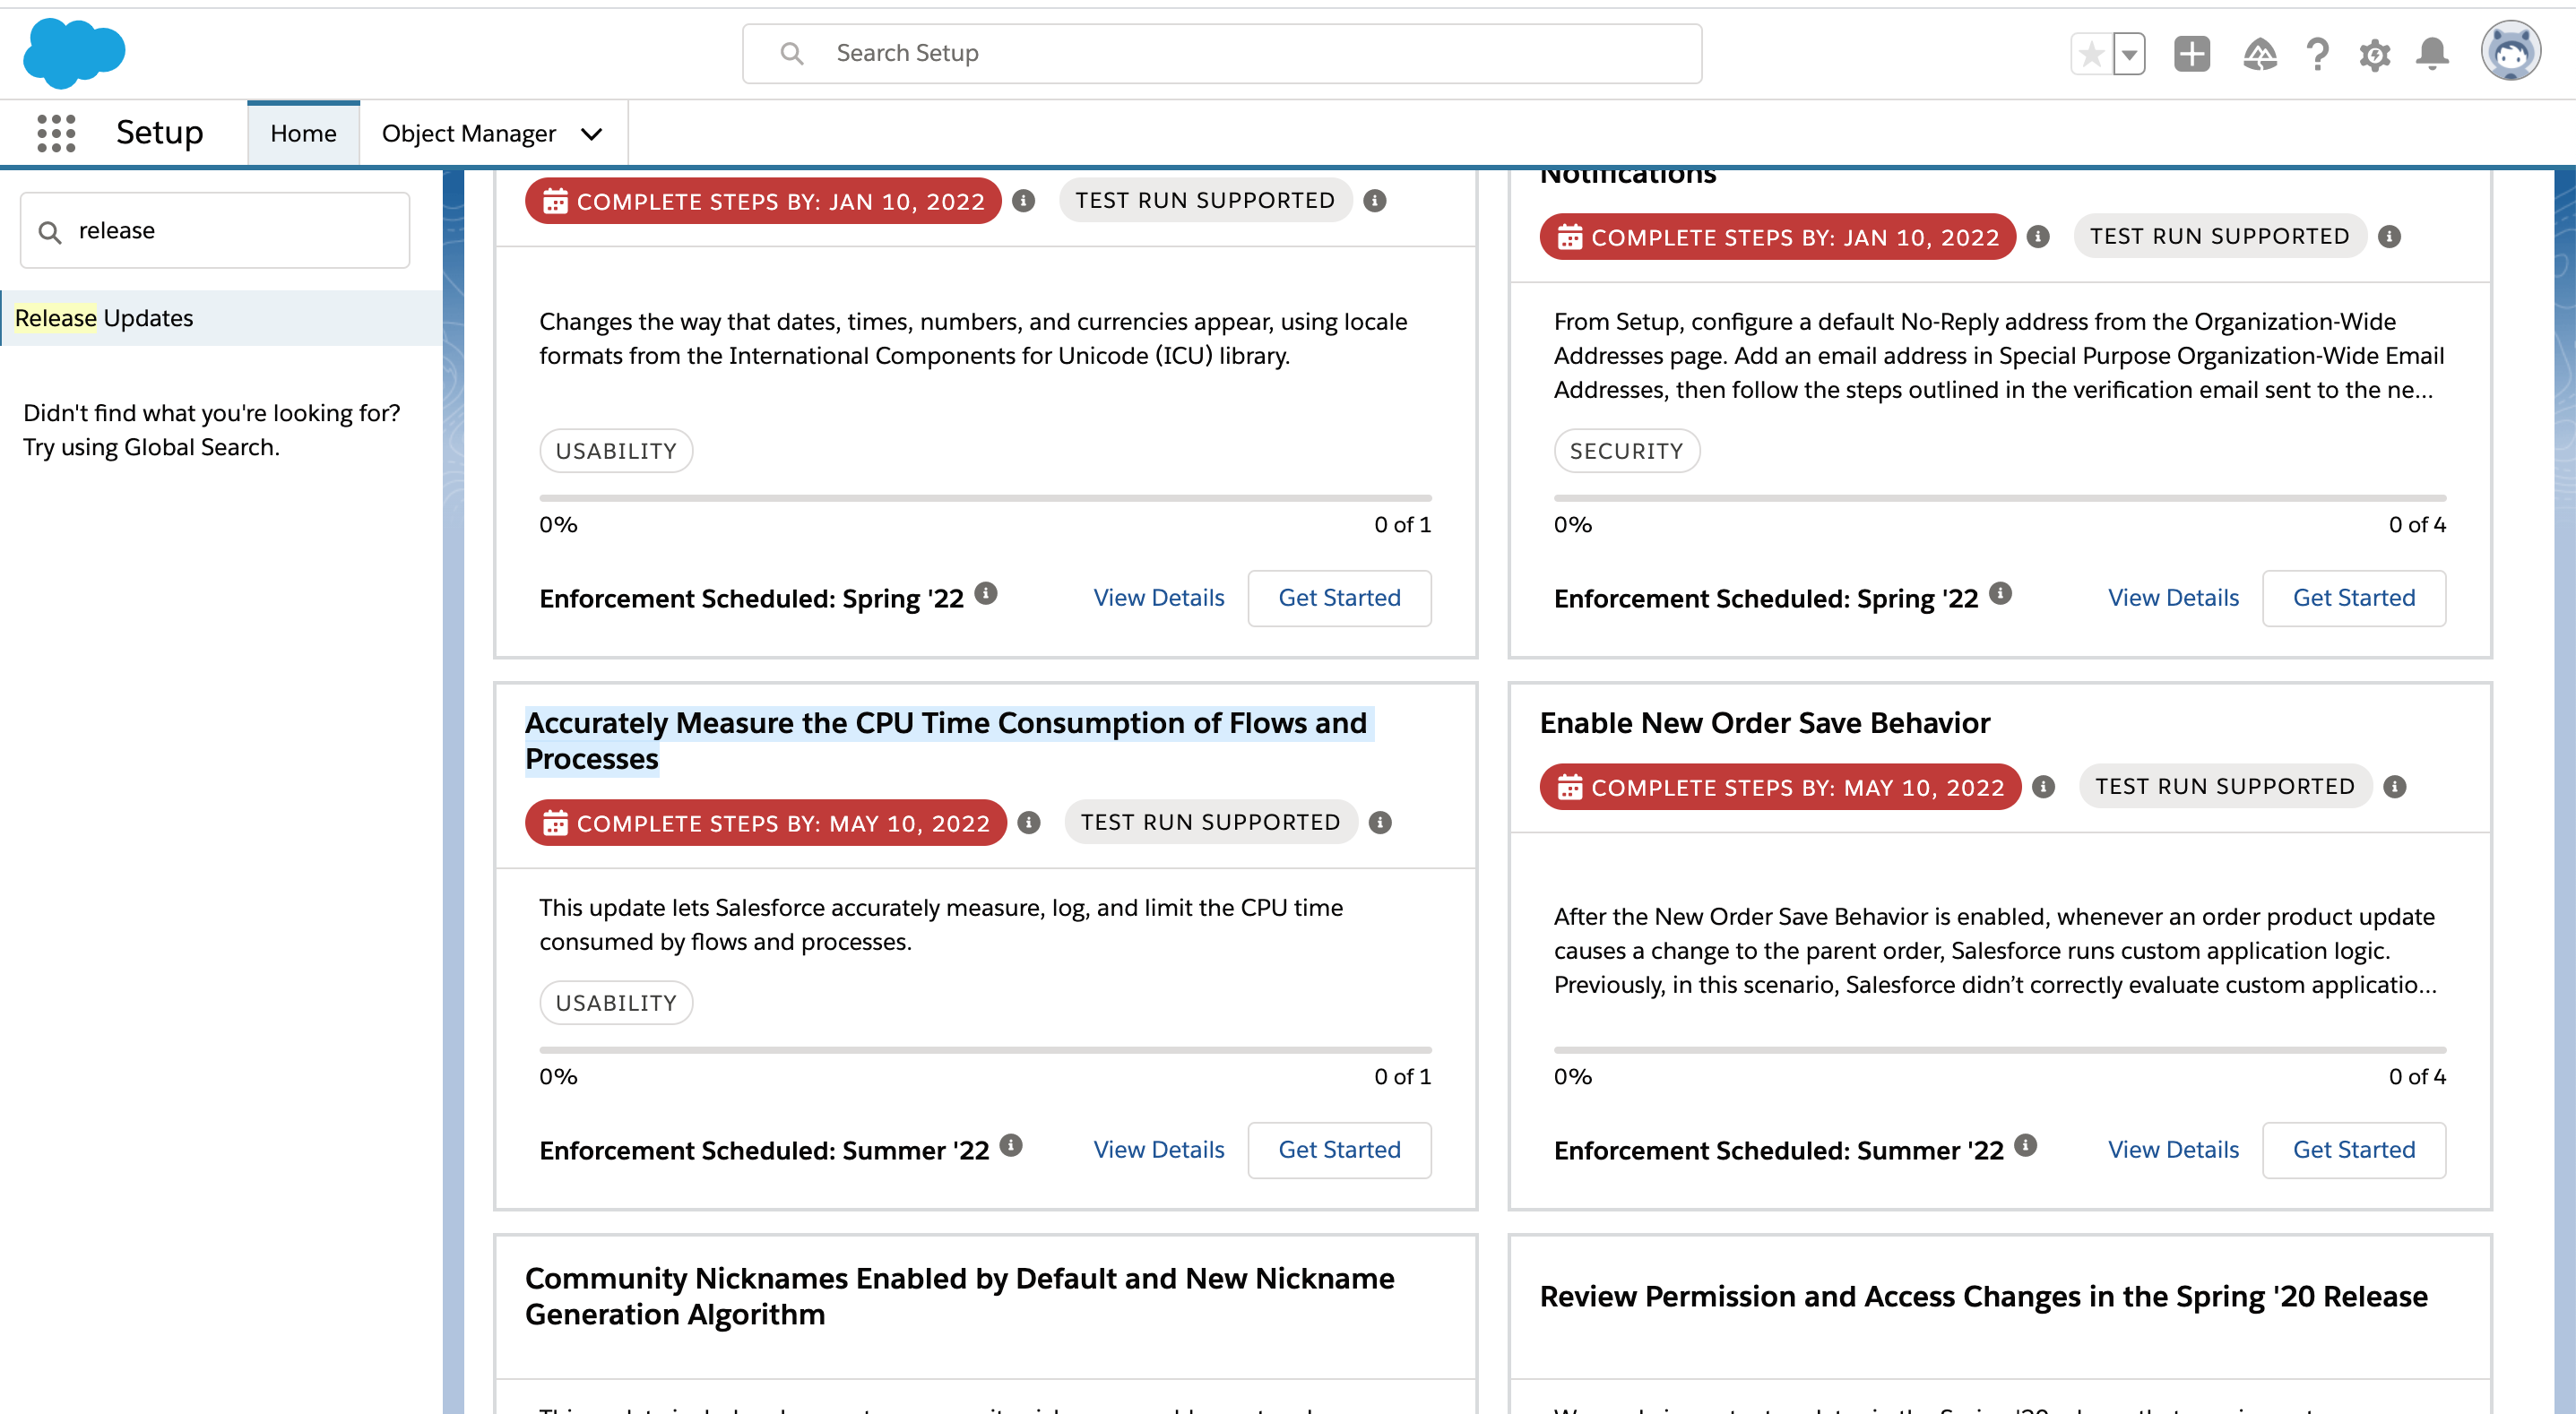 Search Setup
Setup
Home
Object Manager
release
Release Updates
Didn't find what you're looking for?
Try using Global Search.
COMPLETE STEPS BY: JAN 10, 2022
TEST RUN SUPPORTED
Changes the way that dates, times, numbers, and currencies appear, using locale
formats from the International Components for Unicode (ICU) library.
USABILITY
0%
0 of 1
Enforcement Scheduled: Spring '22
View Details
Get Started
Notifications
COMPLETE STEPS BY: JAN 10, 2022
TEST RUN SUPPORTED
From Setup, configure a default No-Reply address from the Organization-Wide
Addresses page. Add an email address in Special Purpose Organization-Wide Email
Addresses, then follow the steps outlined in the verification email sent to the ne...
SECURITY
0%
0 of 4
Enforcement Scheduled: Spring '22
View Details
Get Started
Accurately Measure the CPU Time Consumption of Flows and
Processes
COMPLETE STEPS BY: MAY 10, 2022
TEST RUN SUPPORTED
This update lets Salesforce accurately measure, log, and limit the CPU time
consumed by flows and processes.
USABILITY
0%
0 of 1
Enforcement Scheduled: Summer '22
View Details
Get Started
Enable New Order Save Behavior
COMPLETE STEPS BY: MAY 10, 2022
TEST RUN SUPPORTED
After the New Order Save Behavior is enabled, whenever an order product update
causes a change to the parent order, Salesforce runs custom application logic.
Previously, in this scenario, Salesforce didn’t correctly evaluate custom applicatio...
0%
0 of 4
Enforcement Scheduled: Summer '22
View Details
Get Started
Community Nicknames Enabled by Default and New Nickname
Generation Algorithm
Review Permission and Access Changes in the Spring '20 Release